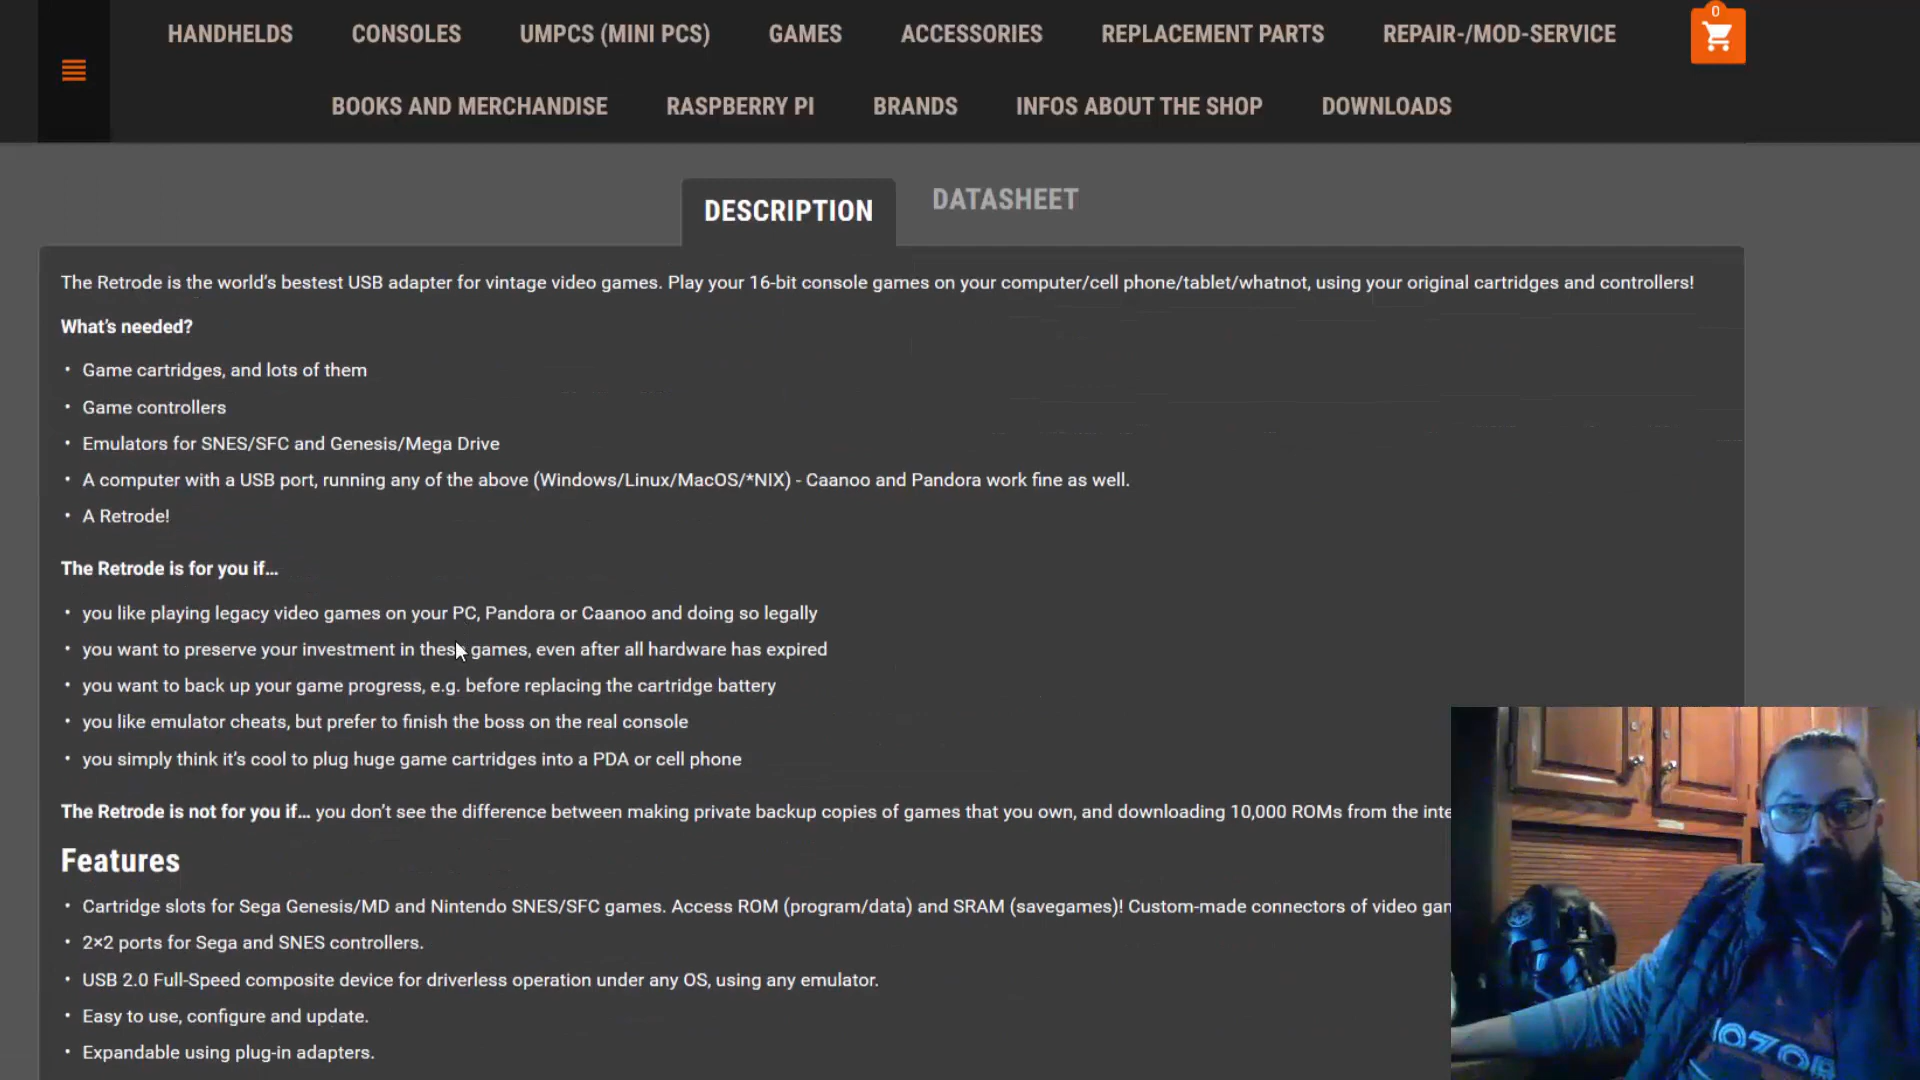 HANDHELDS CONSOLES UMPCS (MINI PCS) GAMES ACCESSORIES REPLACEMENT PARTS REPAIR-/MOD-SERVICE 0
BOOKS AND MERCHANDISE RASPBERRY PI BRANDS INFOS ABOUT THE SHOP DOWNLOADS
DESCRIPTION DATASHEET
The Retrode is the world's bestest USB adapter for vintage video games. Play your 16-bit console games on your computer/cell phone/tablet/whatnot, using your original cartridges and controllers!
What's needed?
• Game cartridges, and lots of them
• Game controllers
• Emulators for SNES/SFC and Genesis/Mega Drive
• A computer with a USB port, running any of the above (Windows/Linux/MacOS/*NIX) - Caanoo and Pandora work fine as well.
• A Retrode!
The Retrode is for you if...
• you like playing legacy video games on your PC, Pandora or Caanoo and doing so legally
• you want to preserve your investment in these games, even after all hardware has expired
• you want to back up your game progress, e.g. before replacing the cartridge battery
• you like emulator cheats, but prefer to finish the boss on the real console
• you simply think it's cool to plug huge game cartridges into a PDA or cell phone
The Retrode is not for you if... you don't see the difference between making private backup copies of games that you own, and downloading 10,000 ROMs from the inte
Features
• Cartridge slots for Sega Genesis/MD and Nintendo SNES/SFC games. Access ROM (program/data) and SRAM (savegames)! Custom-made connectors of video gan
• 2×2 ports for Sega and SNES controllers.
• USB 2.0 Full-Speed composite device for driverless operation under any OS, using any emulator.
• Easy to use, configure and update.
• Expandable using plug-in adapters.